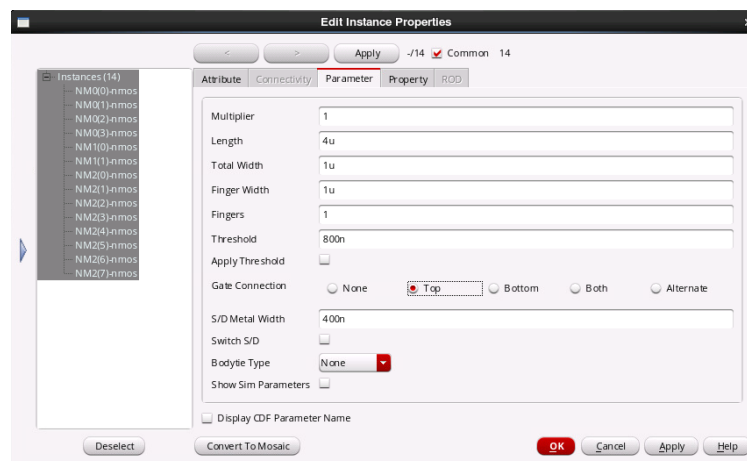 Edit Instance Properties
< > Apply -/14 Common 14
Instances (14)
NM0(0)-nmos
NM0(1)-nmos
NM0(2)-nmos
NM0(3)-nmos
NM1(0)-nmos
NM1(1)-nmos
NM2(0)-nmos
NM2(1)-nmos
NM2(2)-nmos
NM2(3)-nmos
NM2(4)-nmos
NM2(5)-nmos
NM2(6)-nmos
NM2(7)-nmos
Attribute Connectivity Parameter Property ROD
Multiplier 1
Length 4u
Total Width 1u
Finger Width 1u
Fingers 1
Threshold 800n
Apply Threshold
Gate Connection None Top Bottom Both Alternate
S/D Metal Width 400n
Switch S/D
Bodytie Type None
Show Sim Parameters
Display CDF Parameter Name
Deselect Convert To Mosaic OK Cancel Apply Help